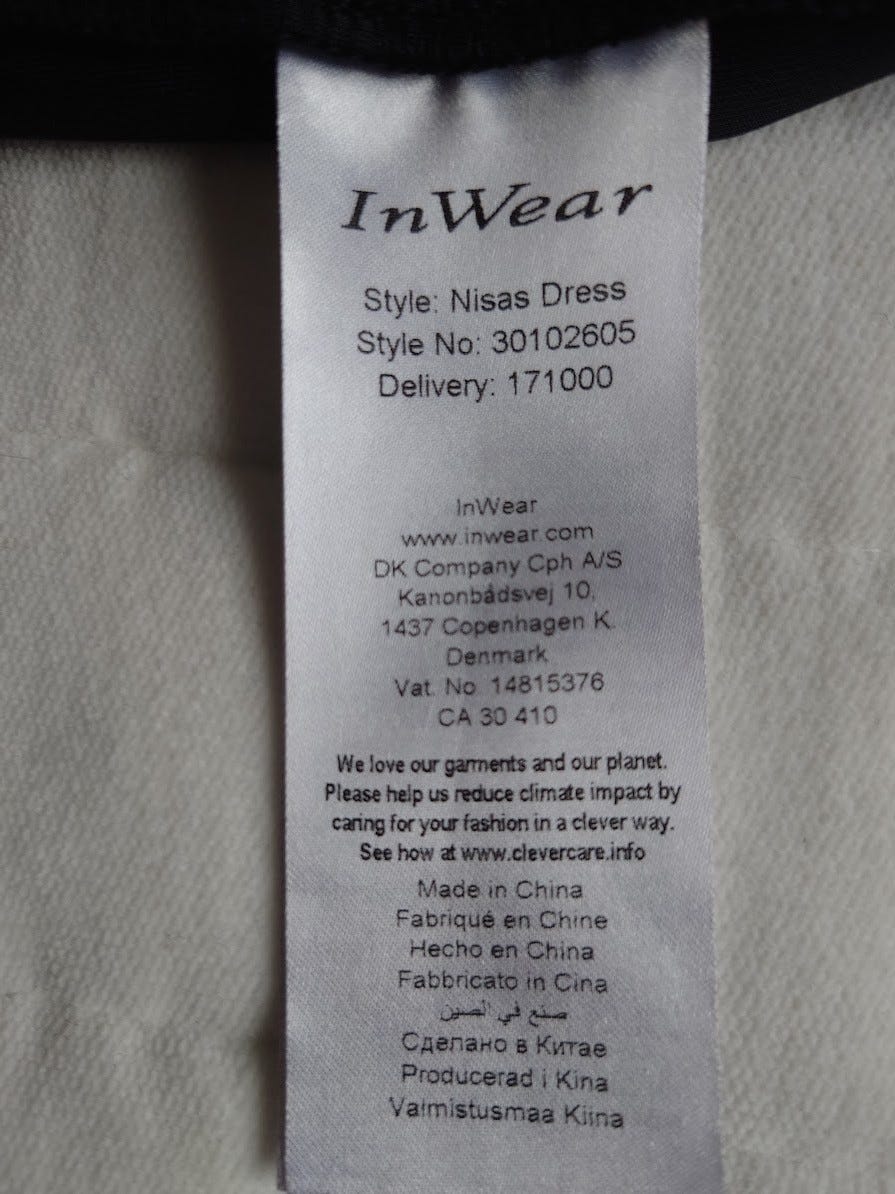 InWear
Style: Nisas Dress
Style No: 30102605
Delivery: 171000
InWear
www.inwear.com
DK Company Cph A/S
Kanonbådsvej 10,
1437 Copenhagen K.
Denmark
Vat. No. 14815376
CA 30 410
We love our garments and our planet.
Please help us reduce climate impact by
caring for your fashion in a clever way.
See how at www.clevercare.info
Made in China
Fabriqué en Chine
Hecho en China
Fabbricato in Cina
صنع في الصين
Сделано в Китае
Producerad i Kina
Valmistusmaa Kiina